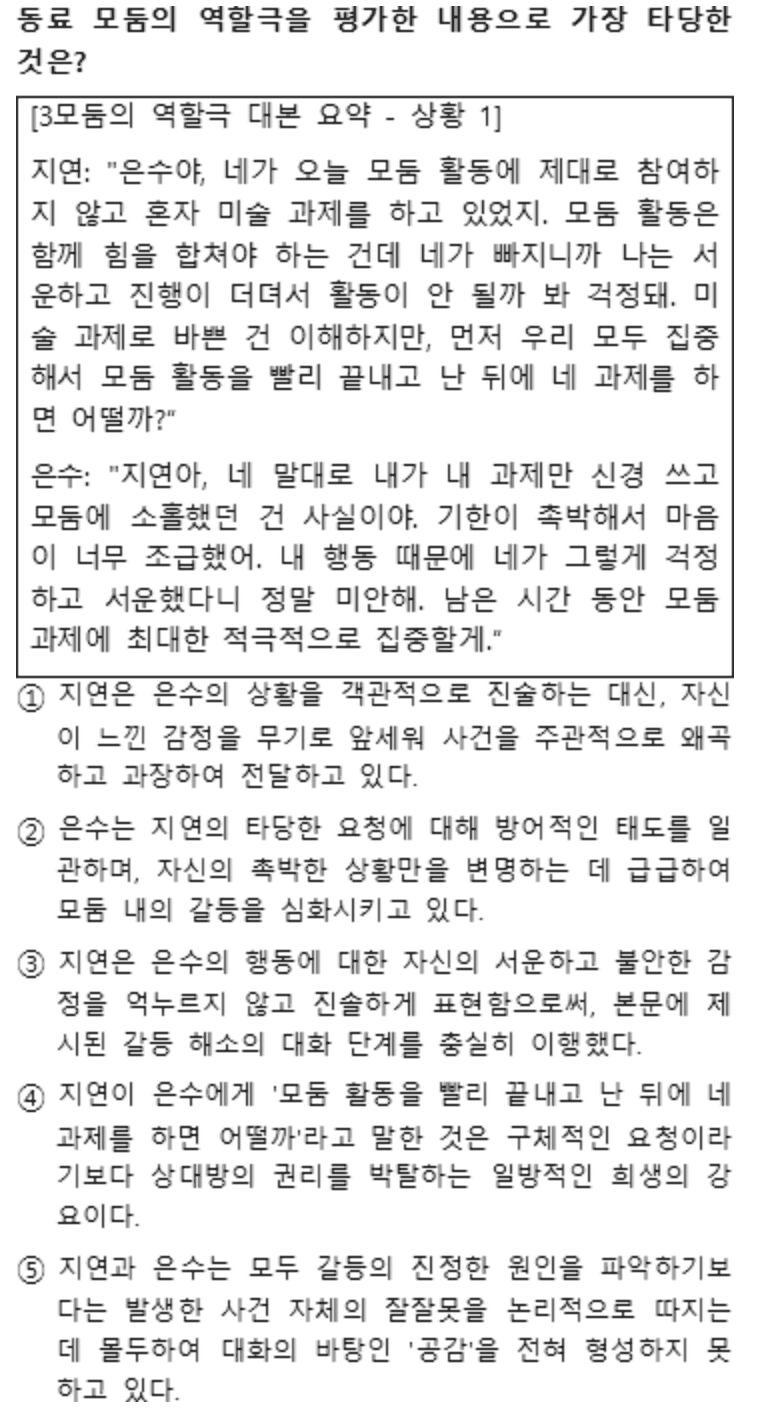 동료 모둠의 역할극을 평가한 내용으로 가장 타당한
것은?
[3모둠의 역할극 대본 요약 - 상황 1]
지연: "은수야, 네가 오늘 모둠 활동에 제대로 참여하
지 않고 혼자 미술 과제를 하고 있었지. 모둠 활동은
함께 힘을 합쳐야 하는 건데 네가 빠지니까 나는 서
운하고 진행이 더뎌서 활동이 안 될까 봐 걱정돼. 미
술 과제로 바쁜 건 이해하지만, 먼저 우리 모두 집중
해서 모둠 활동을 빨리 끝내고 난 뒤에 네 과제를 하
면 어떨까?"
은수: "지연아, 네 말대로 내가 내 과제만 신경 쓰고
모둠에 소홀했던 건 사실이야. 기한이 촉박해서 마음
이 너무 조급했어. 내 행동 때문에 네가 그렇게 걱정
하고 서운했다니 정말 미안해. 남은 시간 동안 모둠
과제에 최대한 적극적으로 집중할게."
① 지연은 은수의 상황을 객관적으로 진술하는 대신, 자신
이 느낀 감정을 무기로 앞세워 사건을 주관적으로 왜곡
하고 과장하여 전달하고 있다.
② 은수는 지연의 타당한 요청에 대해 방어적인 태도를 일
관하며, 자신의 촉박한 상황만을 변명하는 데 급급하여
모둠 내의 갈등을 심화시키고 있다.
③ 지연은 은수의 행동에 대한 자신의 서운하고 불안한 감
정을 억누르지 않고 진솔하게 표현함으로써, 본문에 제
시된 갈등 해소의 대화 단계를 충실히 이행했다.
④ 지연이 은수에게 '모둠 활동을 빨리 끝내고 난 뒤에 네
과제를 하면 어떨까'라고 말한 것은 구체적인 요청이라
기보다 상대방의 권리를 박탈하는 일방적인 희생의 강
요이다.
⑤ 지연과 은수는 모두 갈등의 진정한 원인을 파악하기보
다는 발생한 사건 자체의 잘잘못을 논리적으로 따지는
데 몰두하여 대화의 바탕인 '공감'을 전혀 형성하지 못
하고 있다.